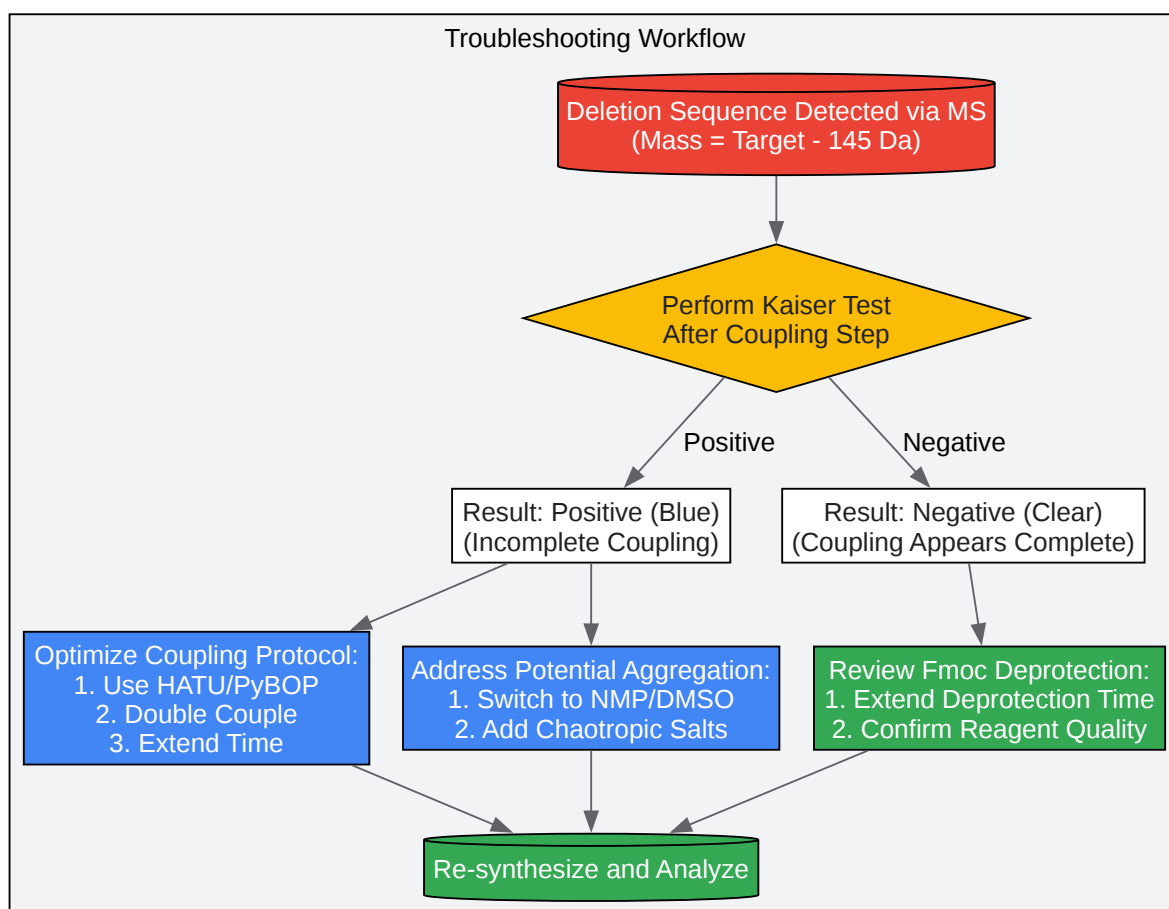 Troubleshooting Workflow
Deletion Sequence Detected via MS
(Mass = Target - 145 Da)
Perform Kaiser Test
After Coupling Step
Positive
Negative
Result: Positive (Blue)
(Incomplete Coupling)
Result: Negative (Clear)
(Coupling Appears Complete)
Optimize Coupling Protocol:
1. Use HATU/PyBOP
2. Double Couple
3. Extend Time
Address Potential Aggregation:
1. Switch to NMP/DMSO
2. Add Chaotropic Salts
Review Fmoc Deprotection:
1. Extend Deprotection Time
2. Confirm Reagent Quality
Re-synthesize and Analyze